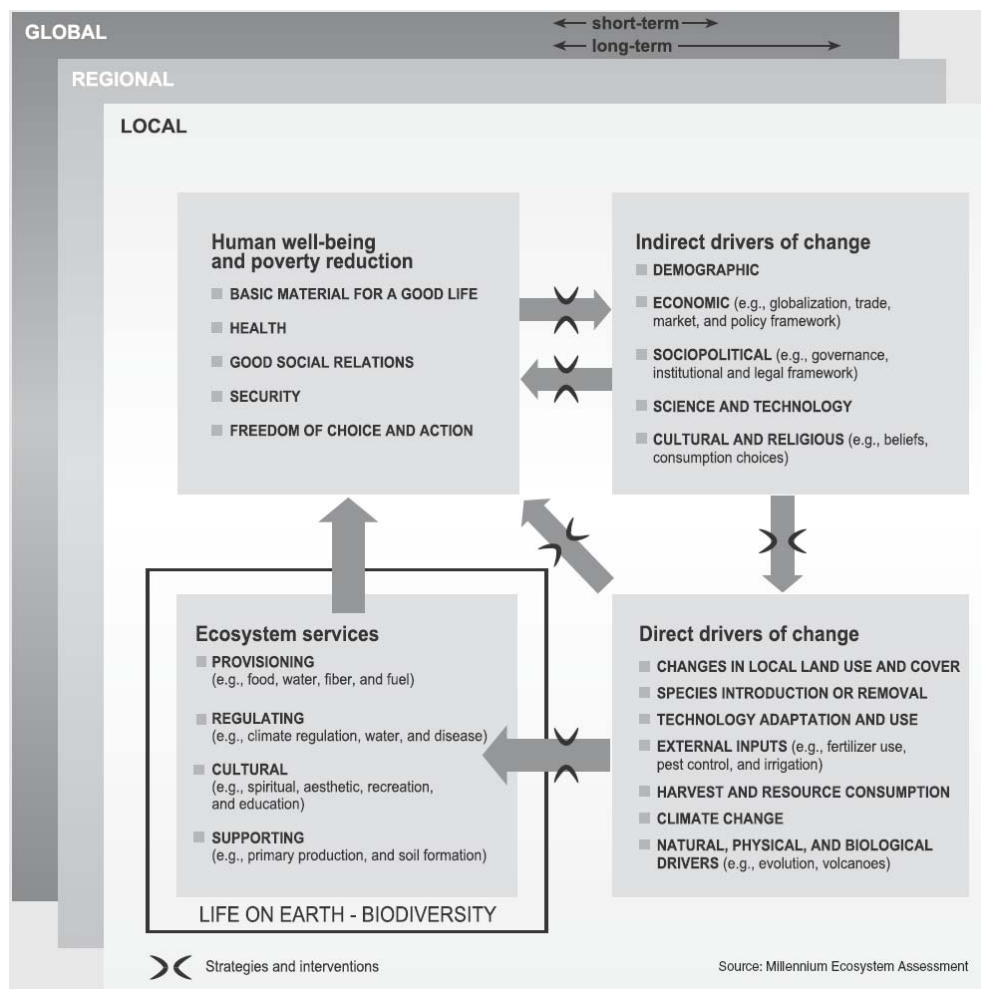 GLOBAL
short-term
long-term
REGIONAL
LOCAL
Human well-being
and poverty reduction
BASIC MATERIAL FOR A GOOD LIFE
HEALTH
GOOD SOCIAL RELATIONS
SECURITY
FREEDOM OF CHOICE AND ACTION
Indirect drivers of change
DEMOGRAPHIC
ECONOMIC (e.g., globalization, trade,
market, and policy framework)
SOCIOPOLITICAL (e.g., governance,
institutional and legal framework)
SCIENCE AND TECHNOLOGY
CULTURAL AND RELIGIOUS (e.g., beliefs,
consumption choices)
Ecosystem services
PROVISIONING
(e.g., food, water, fiber, and fuel)
REGULATING
(e.g., climate regulation, water, and disease)
CULTURAL
(e.g., spiritual, aesthetic, recreation,
and education)
SUPPORTING
(e.g., primary production, and soil formation)
LIFE ON EARTH - BIODIVERSITY
Direct drivers of change
CHANGES IN LOCAL LAND USE AND COVER
SPECIES INTRODUCTION OR REMOVAL
TECHNOLOGY ADAPTATION AND USE
EXTERNAL INPUTS (e.g., fertilizer use,
pest control, and irrigation)
HARVEST AND RESOURCE CONSUMPTION
CLIMATE CHANGE
NATURAL, PHYSICAL, AND BIOLOGICAL
DRIVERS (e.g., evolution, volcanoes)
Strategies and interventions
Source: Millennium Ecosystem Assessment